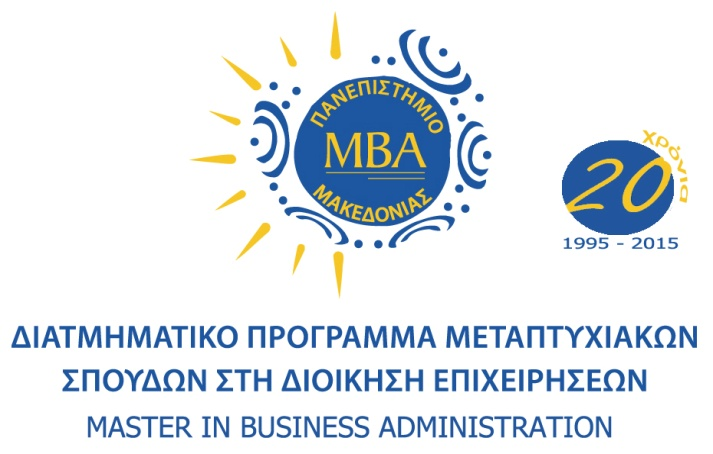 ΠΑΝΕΠΙΣΤΗΜΙΟ
MBA
ΜΑΚΕΔΟΝΙΑΣ
20
χρόνια
1995 - 2015
ΔΙΑΤΜΗΜΑΤΙΚΟ ΠΡΟΓΡΑΜΜΑ ΜΕΤΑΠΤΥΧΙΑΚΩΝ
ΣΠΟΥΔΩΝ ΣΤΗ ΔΙΟΙΚΗΣΗ ΕΠΙΧΕΙΡΗΣΕΩΝ
MASTER IN BUSINESS ADMINISTRATION